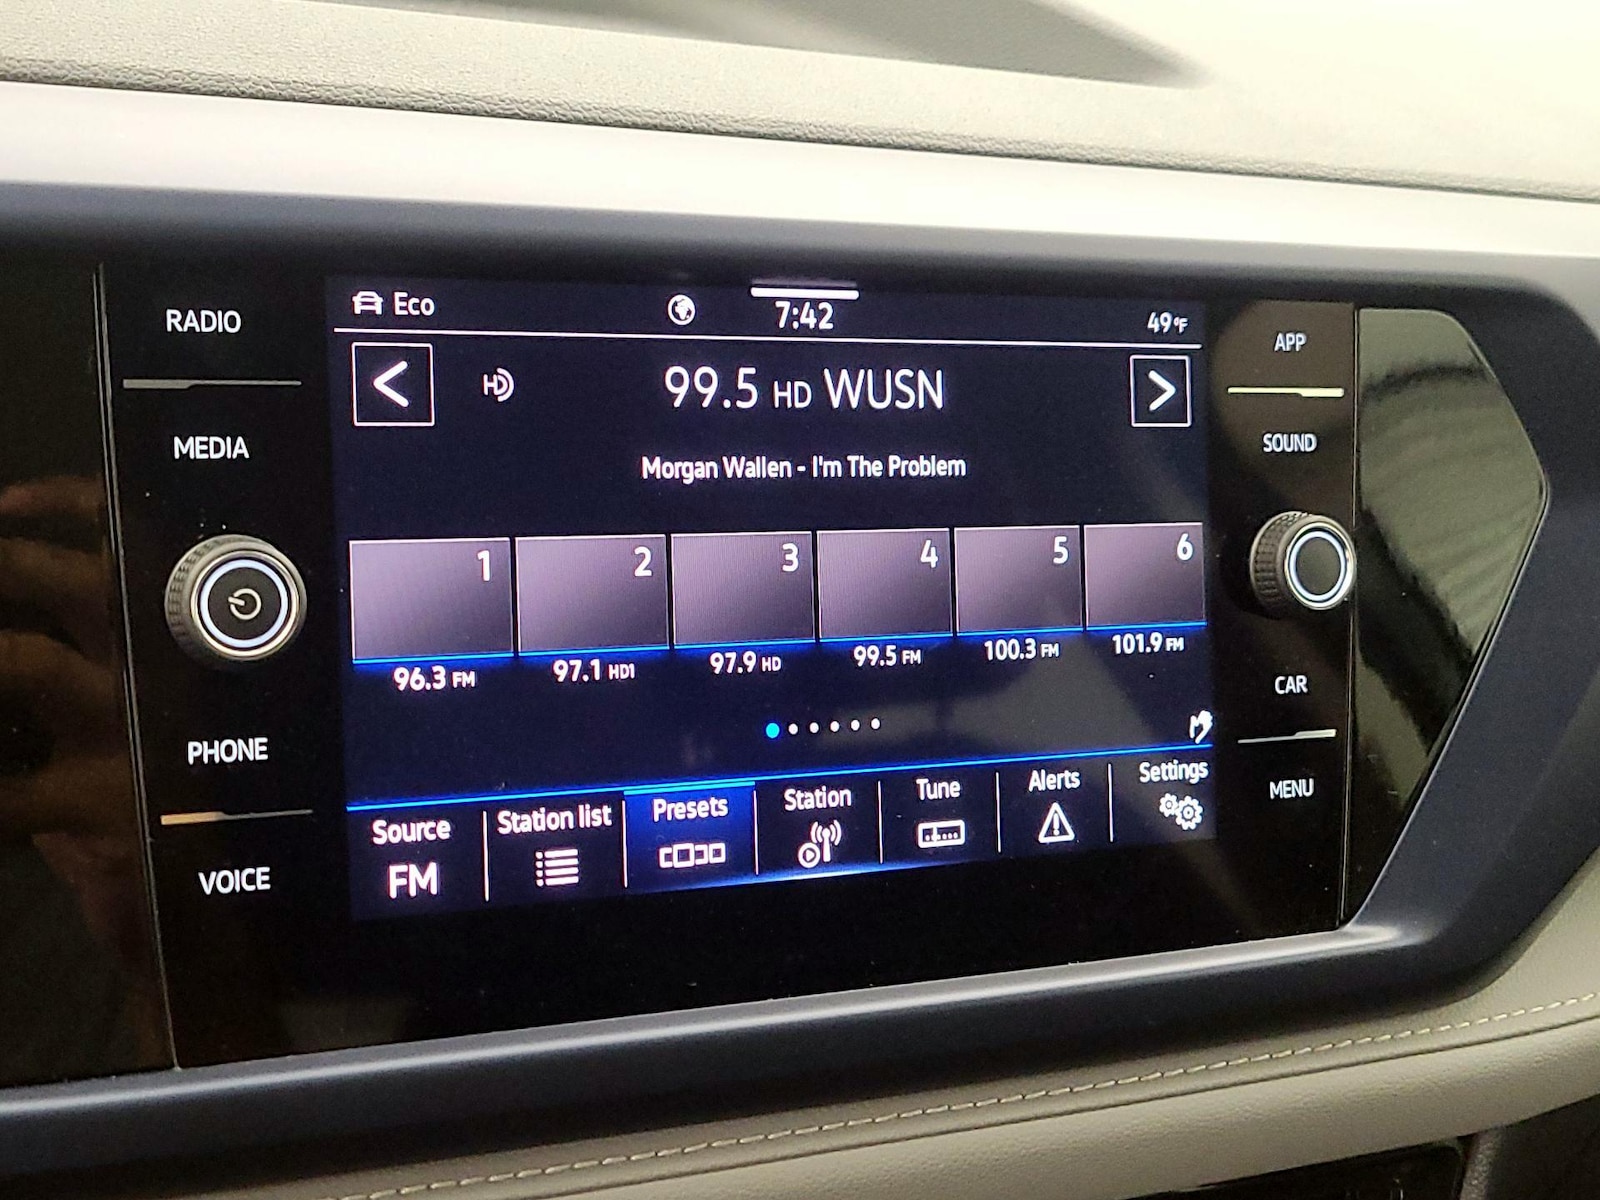 RADIO
MEDIA
PHONE
VOICE
Eco
7:42
49°F
HD
99.5 HD WUSN
Morgan Wallen - I'm The Problem
1 2 3 4 5 6
96.3 FM 97.1 HD1 97.9 HD 99.5 FM 100.3 FM 101.9 FM
Source Station list Presets Station Tune Alerts Settings
FM
APP
SOUND
CAR
MENU